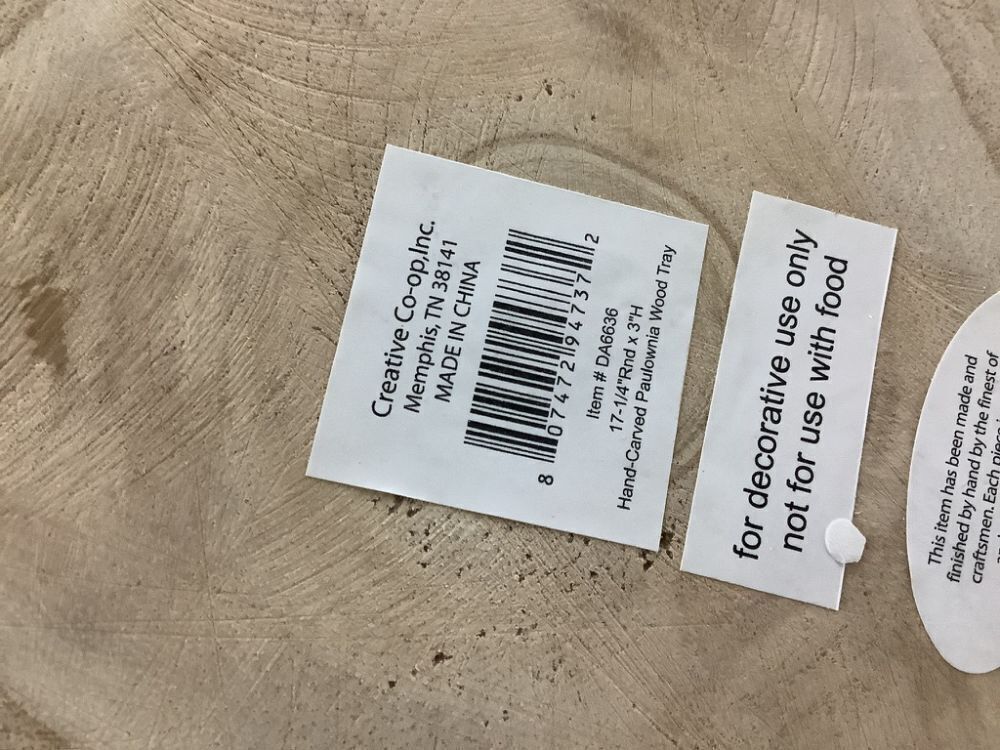 Creative Co-op,Inc.
Memphis, TN 38141
MADE IN CHINA
8 07472 94737 2
Item # DA6636
17-1/4"Rnd x 3"H
Hand-Carved Paulownia Wood Tray
for decorative use only
not for use with food
This item has been made and
finished by hand by the finest of
craftsmen. Each piece